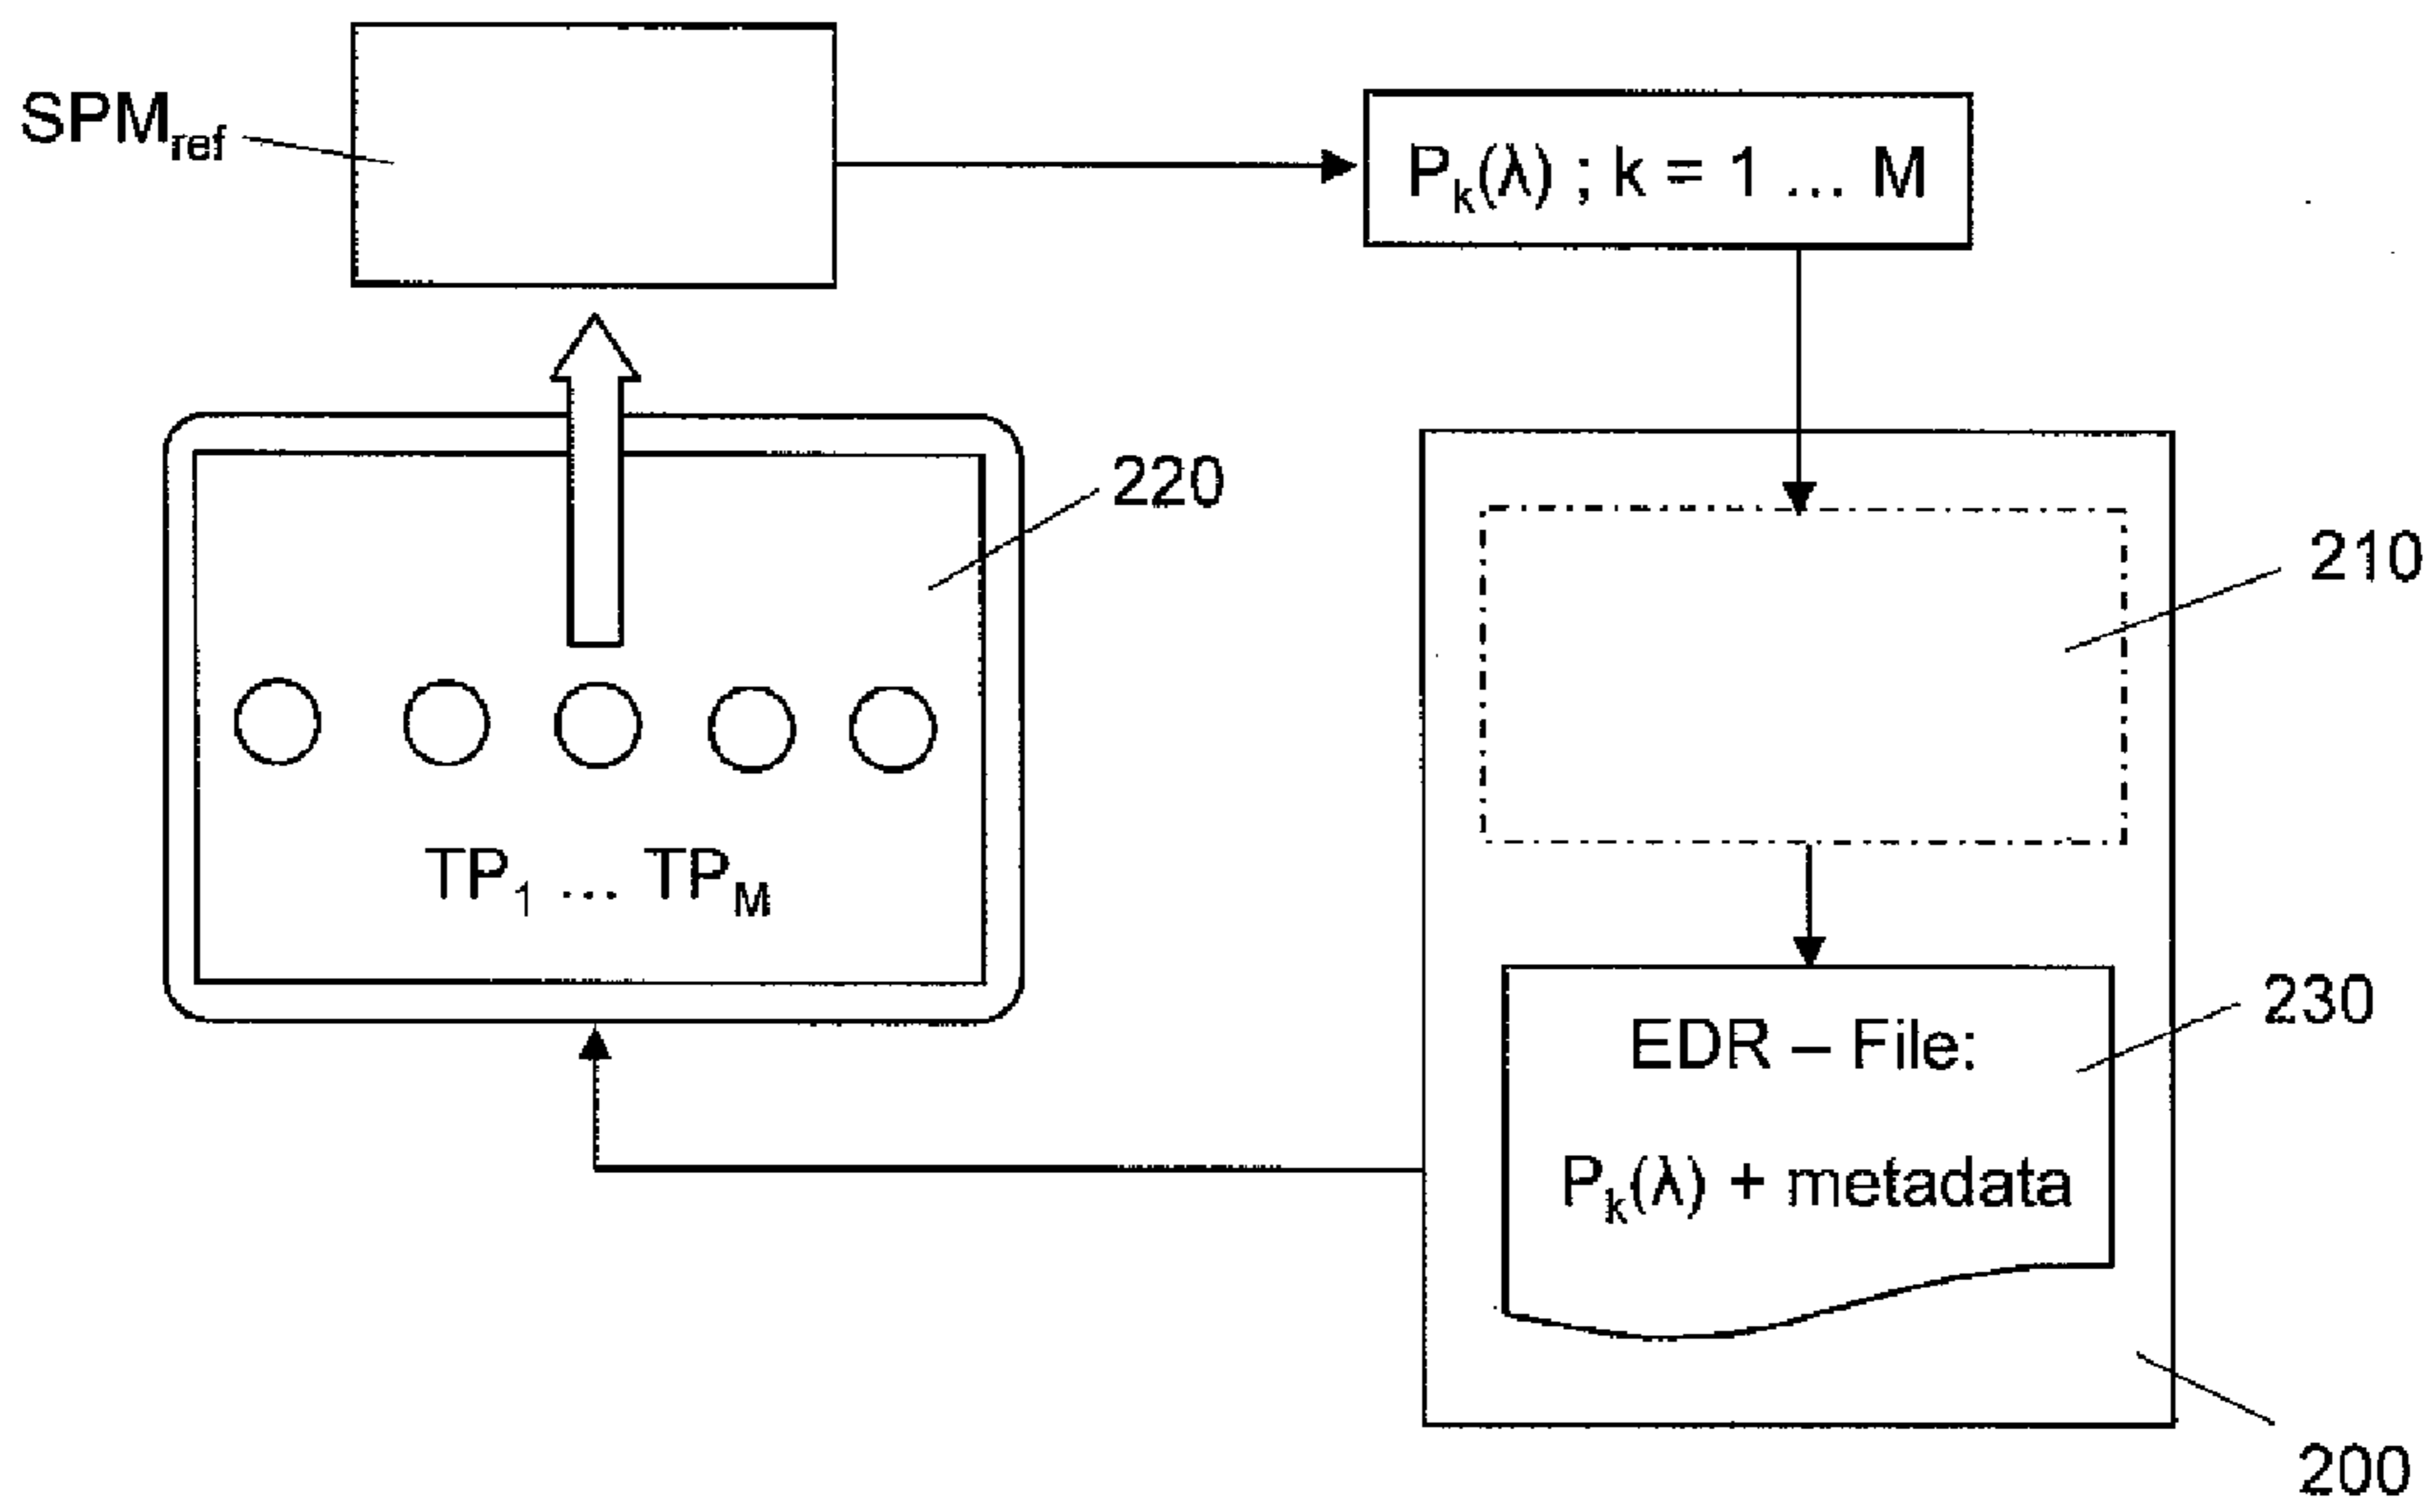 SPMref
Pk(λ) ; k = 1 ... M
220
210
TP1 ... TPM
230
EDR – File:
Pk(λ) + metadata
200